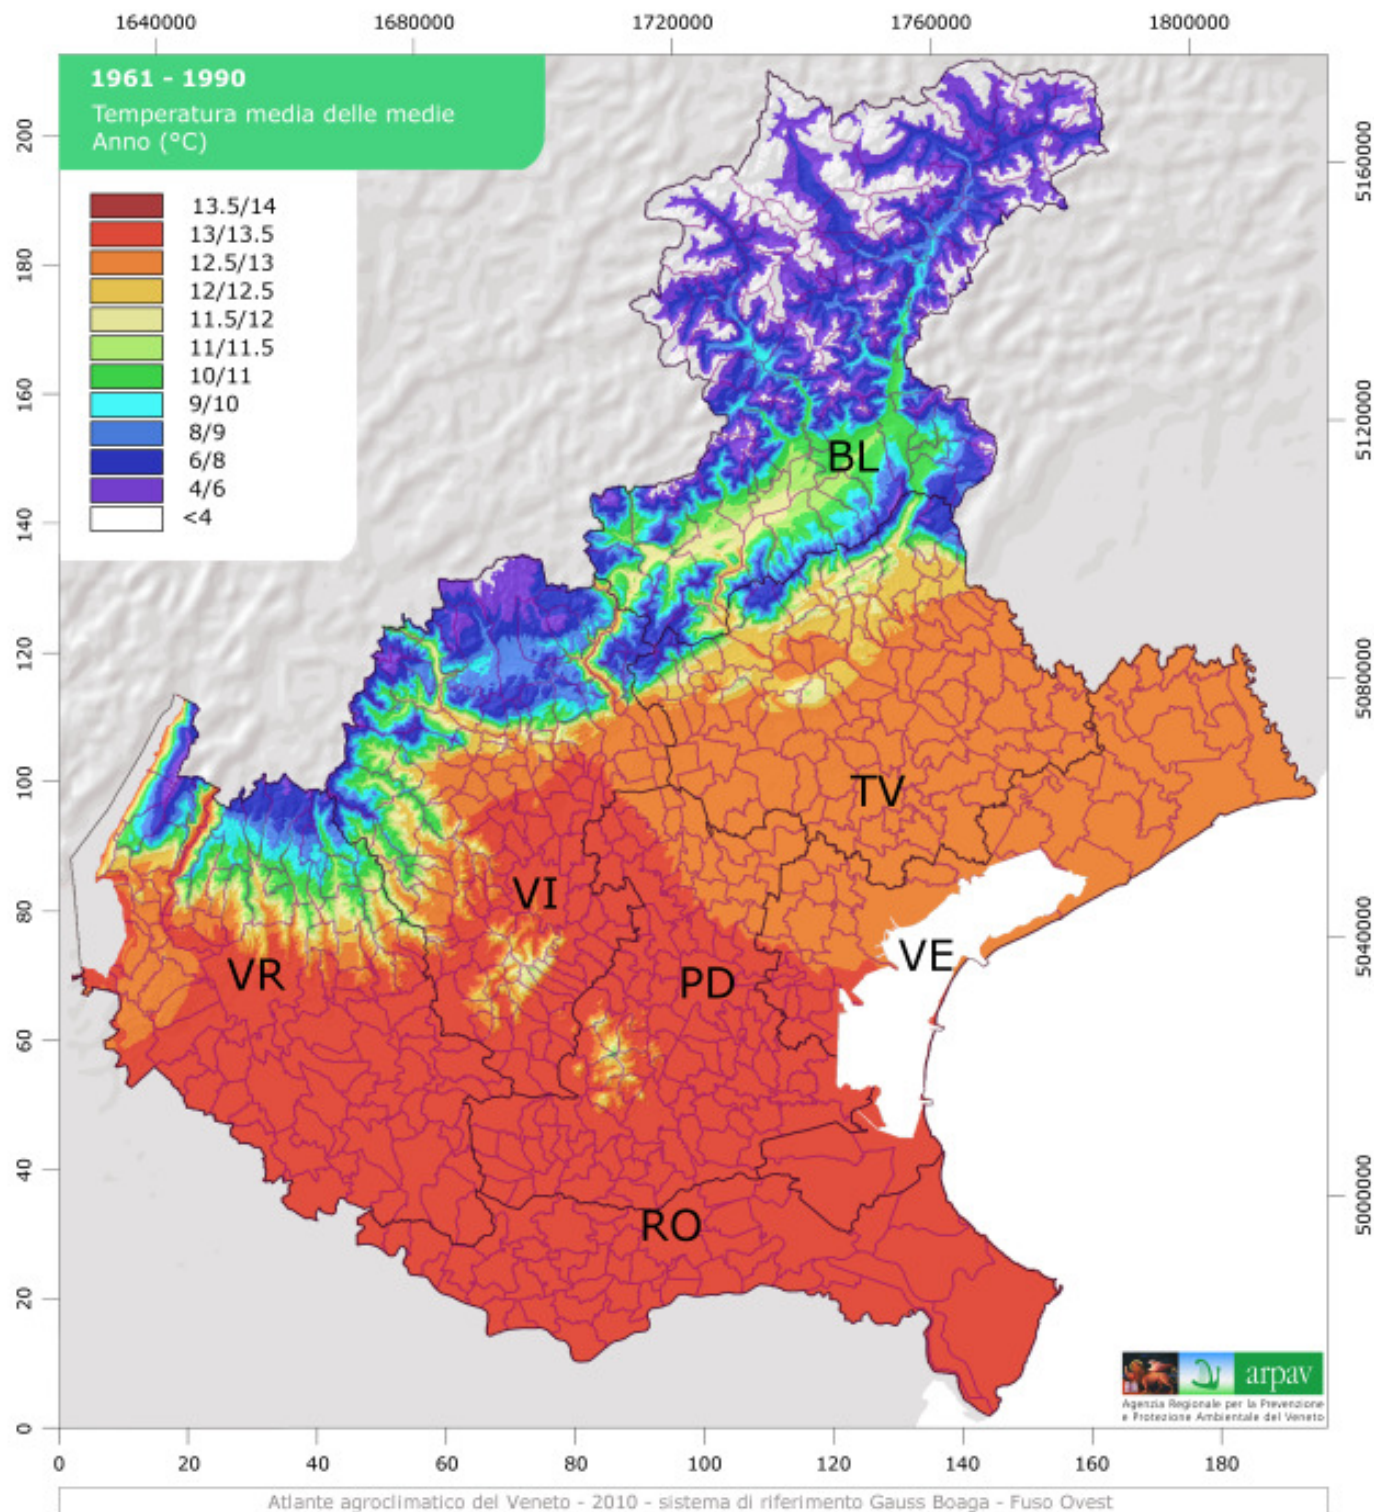 1640000 1680000 1720000 1760000 1800000
1961 - 1990
Temperatura media delle medie
Anno (°C)
13.5/14
13/13.5
12.5/13
12/12.5
11.5/12
11/11.5
10/11
9/10
8/9
6/8
4/6
<4
200
180
160
140
120
100
80
60
40
20
0
5160000
5120000
5080000
5040000
5000000
BL
TV
VI
VE
VR
PD
RO
arpav
Agenzia Regionale per la Prevenzione
e Protezione Ambientale del Veneto
0 20 40 60 80 100 120 140 160 180
Atlante agroclimatico del Veneto - 2010 - sistema di riferimento Gauss Boaga - Fuso Ovest